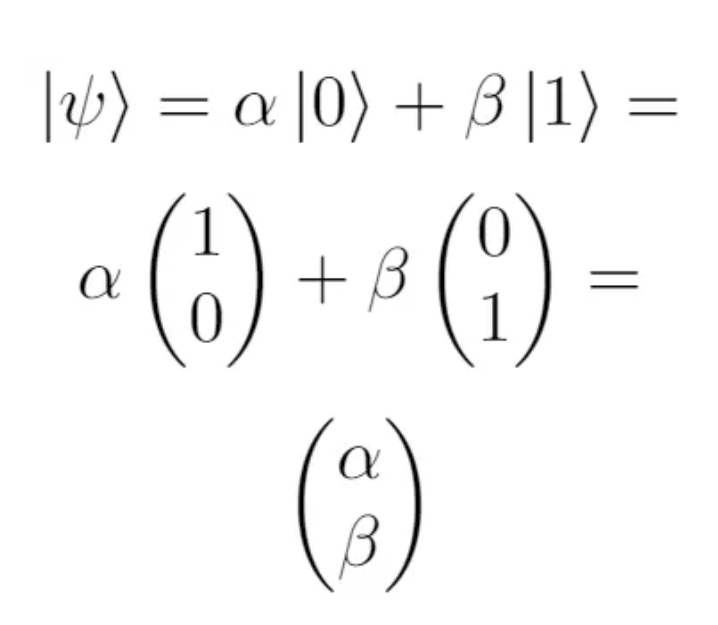 |ψ⟩ = α |0⟩ + β |1⟩ =
α (1 0) + β (0 1) =
(α β)